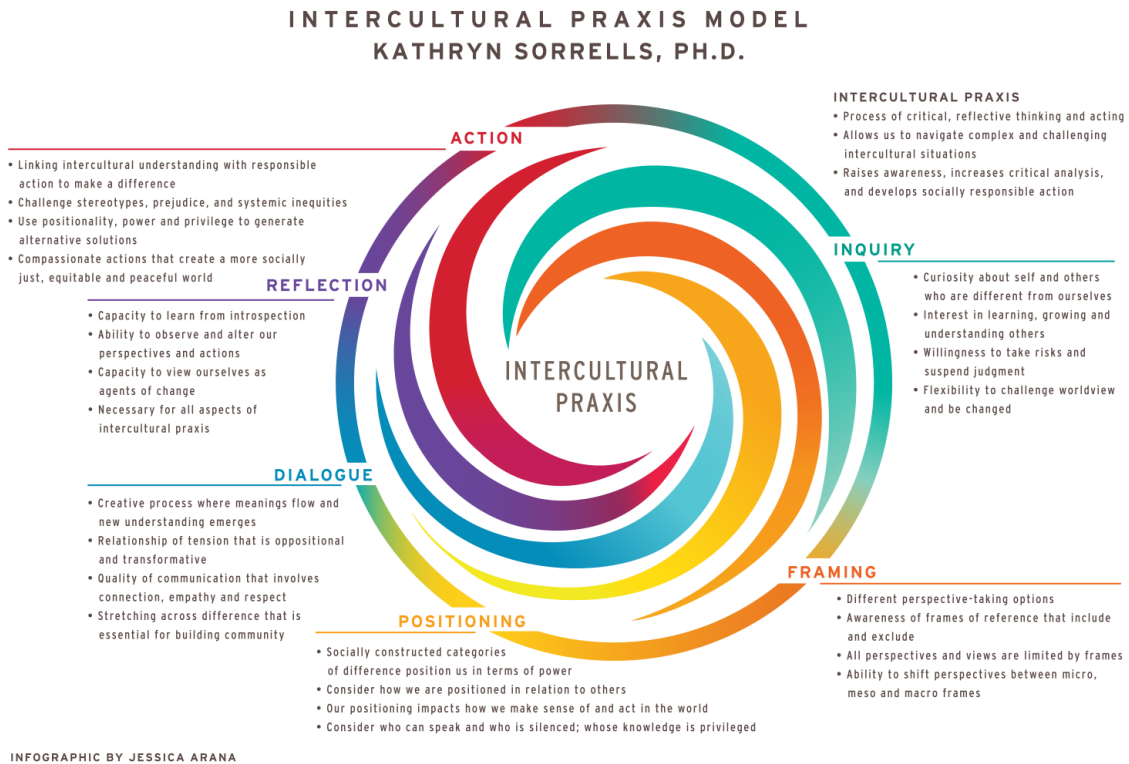 INTERCULTURAL PRAXIS MODEL
KATHRYN SORRELLS, PH.D.
INTERCULTURAL PRAXIS
• Process of critical, reflective thinking and acting
• Allows us to navigate complex and challenging
intercultural situations
• Raises awareness, increases critical analysis,
and develops socially responsible action
INQUIRY
• Curiosity about self and others
who are different from ourselves
• Interest in learning, growing and
understanding others
• Willingness to take risks and
suspend judgment
• Flexibility to challenge worldview
and be changed
FRAMING
• Different perspective-taking options
• Awareness of frames of reference that include
and exclude
• All perspectives and views are limited by frames
• Ability to shift perspectives between micro,
meso and macro frames
POSITIONING
• Socially constructed categories
of difference position us in terms of power
• Consider how we are positioned in relation to others
• Our positioning impacts how we make sense of and act in the world
• Consider who can speak and who is silenced; whose knowledge is privileged
DIALOGUE
• Creative process where meanings flow and
new understanding emerges
• Relationship of tension that is oppositional
and transformative
• Quality of communication that involves
connection, empathy and respect
• Stretching across difference that is
essential for building community
REFLECTION
• Capacity to learn from introspection
• Ability to observe and alter our
perspectives and actions
• Capacity to view ourselves as
agents of change
• Necessary for all aspects of
intercultural praxis
ACTION
• Linking intercultural understanding with responsible
action to make a difference
• Challenge stereotypes, prejudice, and systemic inequities
• Use positionality, power and privilege to generate
alternative solutions
• Compassionate actions that create a more socially
just, equitable and peaceful world
INTERCULTURAL
PRAXIS
INFOGRAPHIC BY JESSICA ARANA